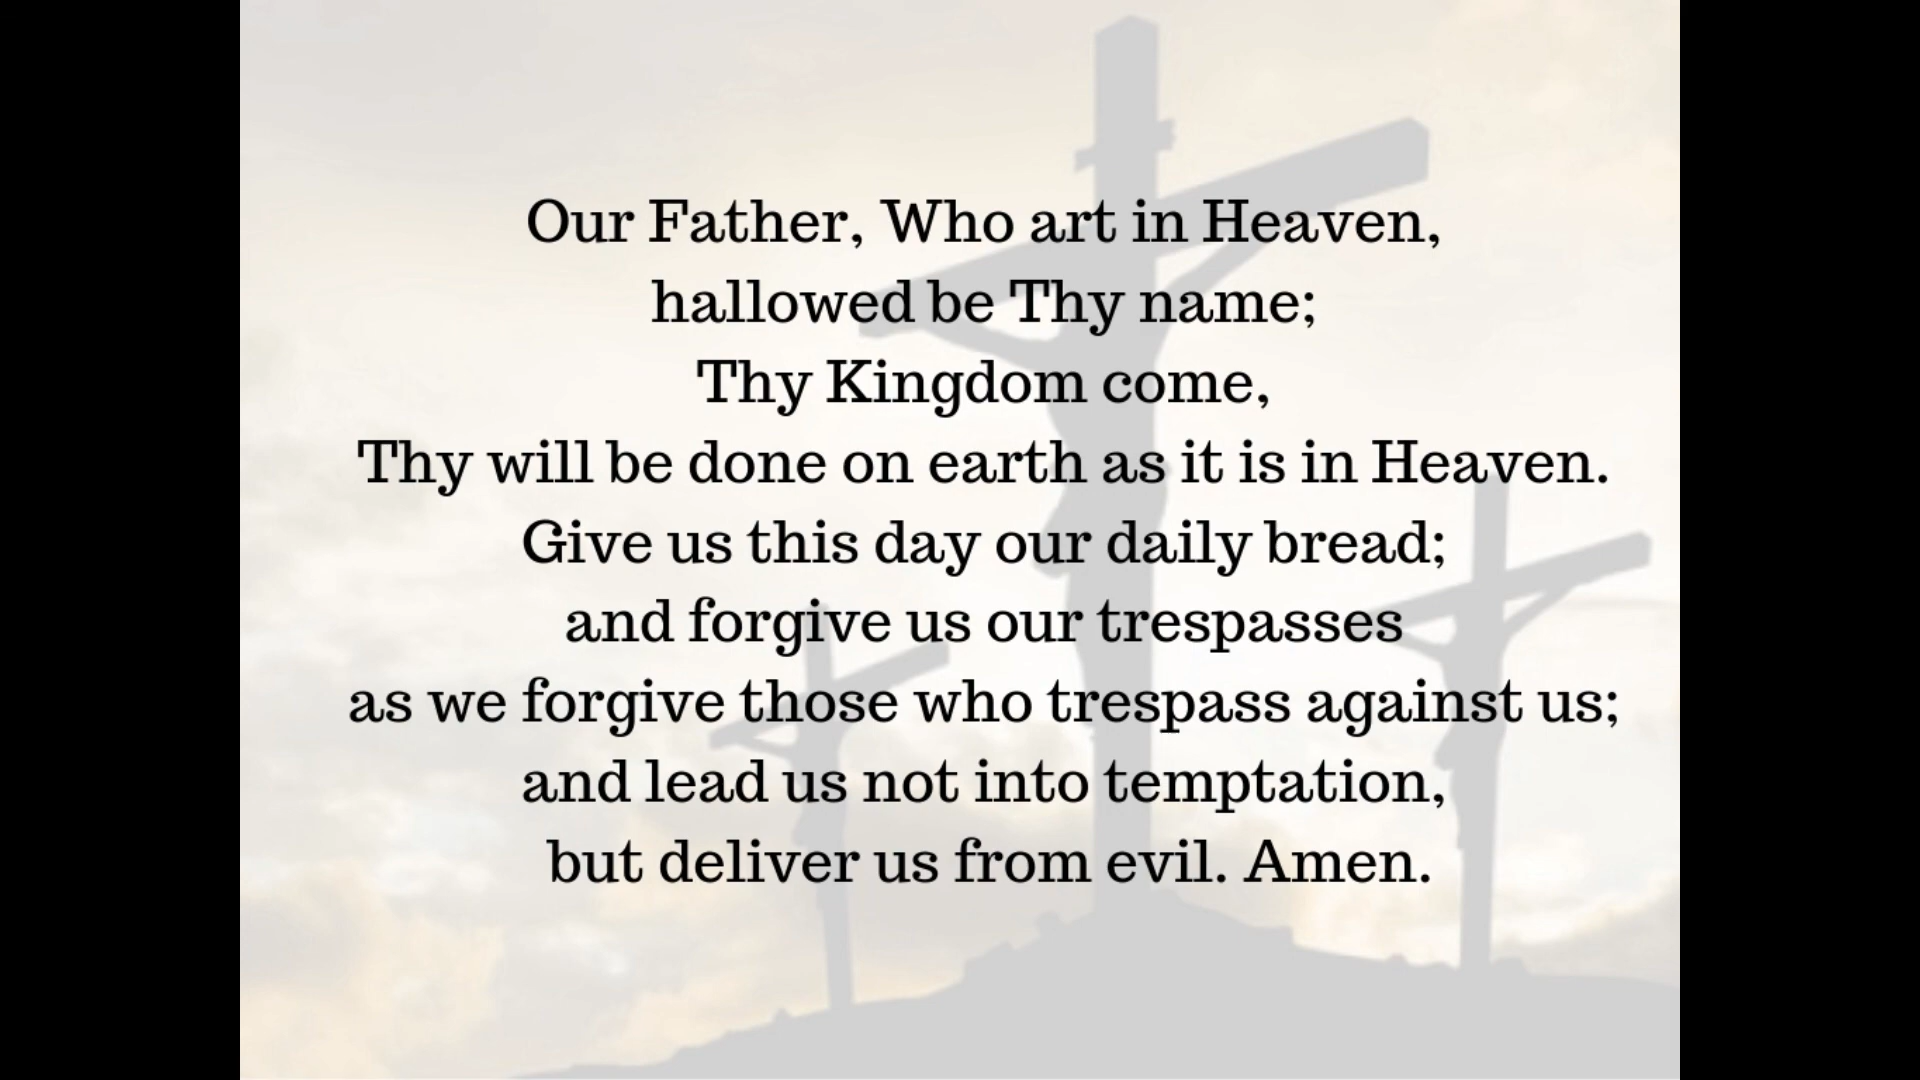 Our Father, Who art in Heaven,
hallowed be Thy name;
Thy Kingdom come,
Thy will be done on earth as it is in Heaven.
Give us this day our daily bread;
and forgive us our trespasses
as we forgive those who trespass against us;
and lead us not into temptation,
but deliver us from evil. Amen.